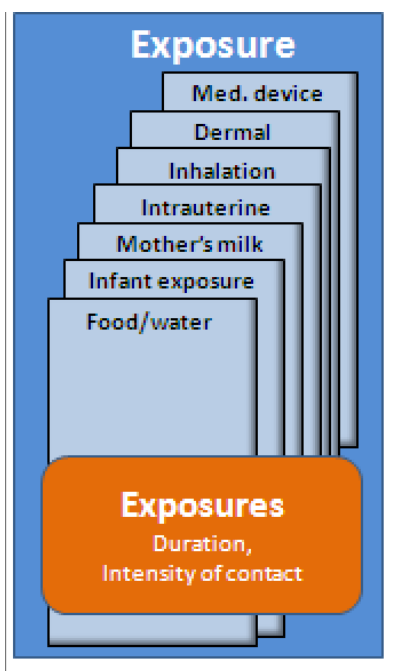 Exposure
Med. device
Dermal
Inhalation
Intrauterine
Mother's milk
Infant exposure
Food/water
Exposures
Duration,
Intensity of contact